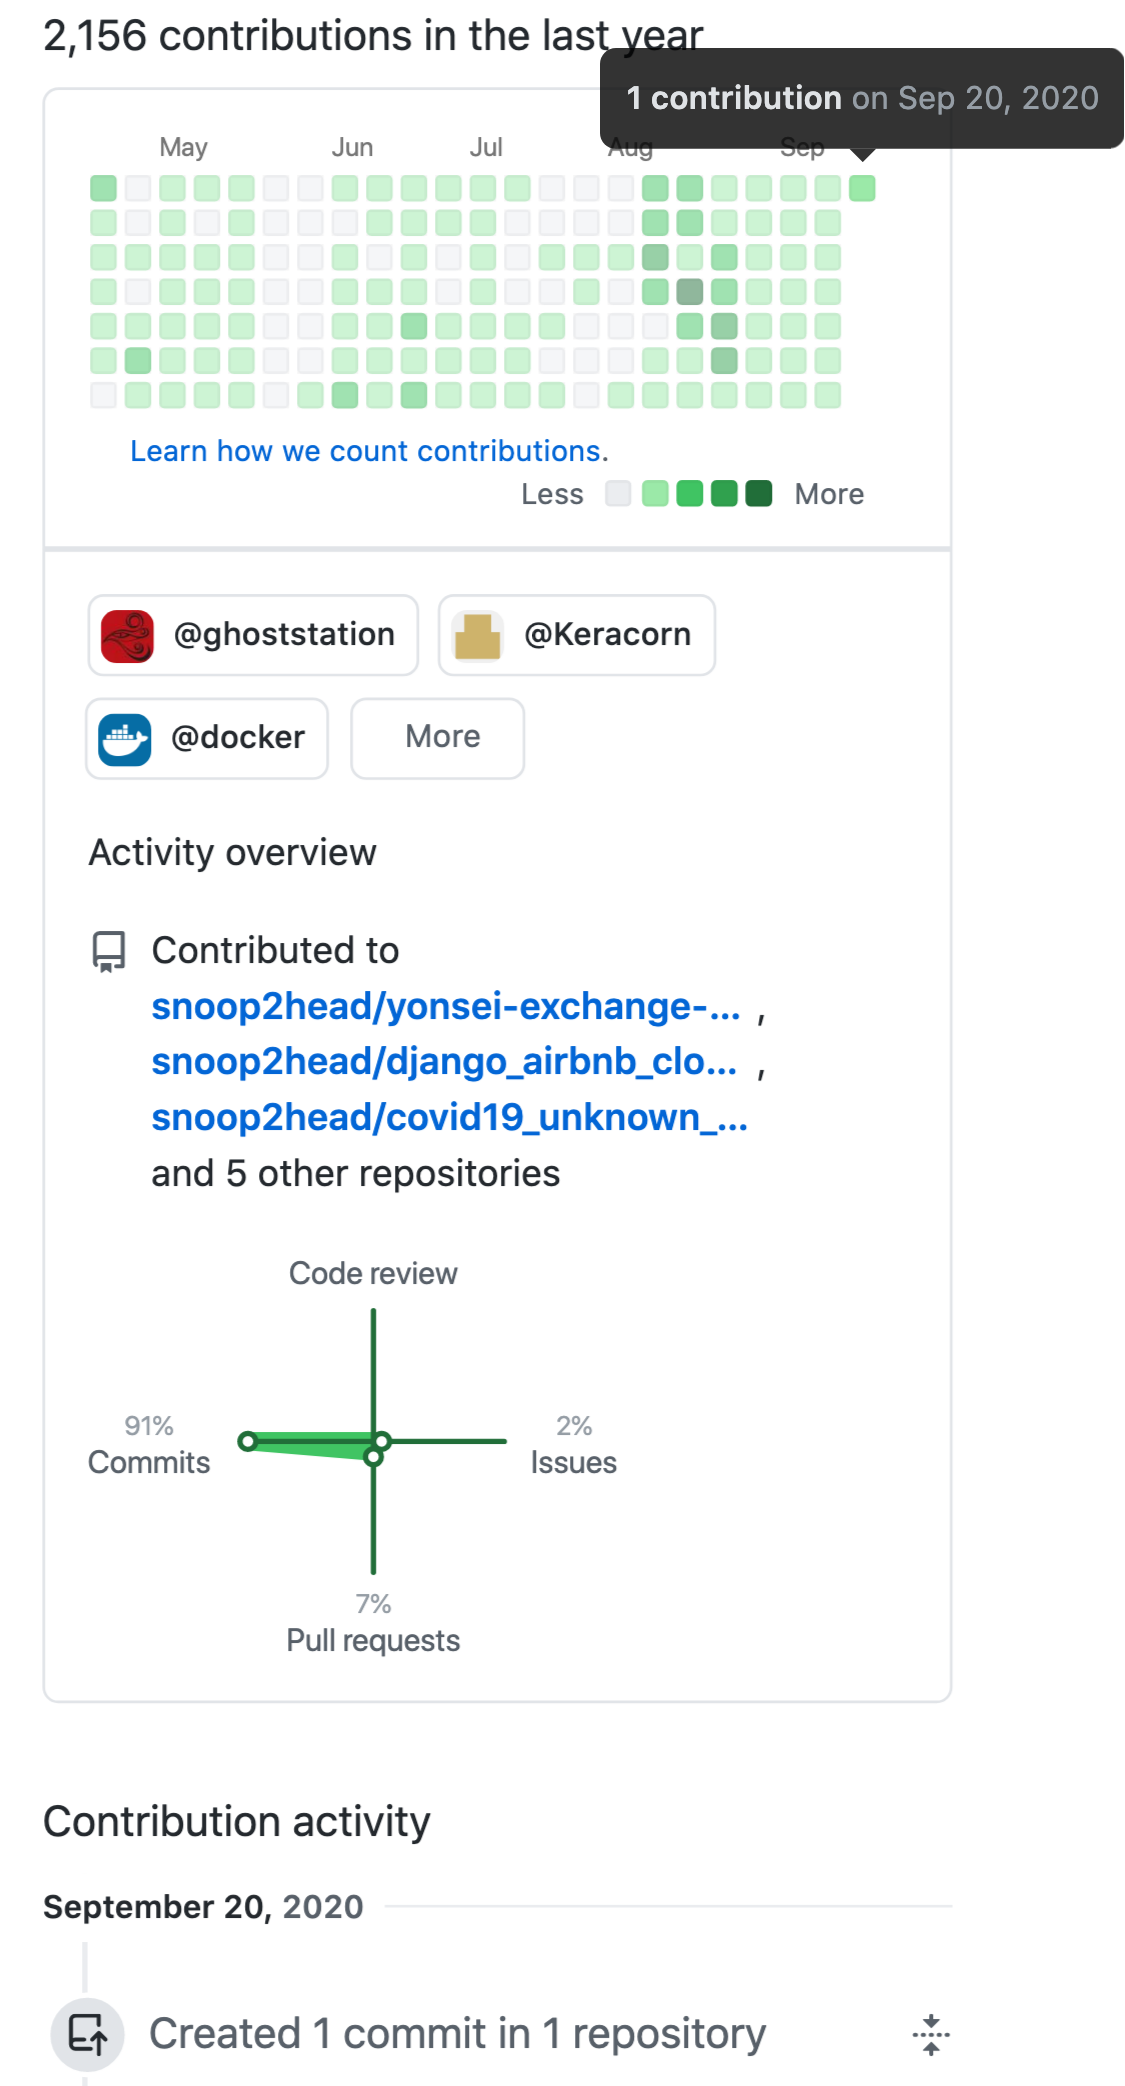 2,156 contributions in the last year
1 contribution on Sep 20, 2020
May Jun Jul Aug Sep
Learn how we count contributions.
Less More
@ghoststation @Keracorn
@docker More
Activity overview
Contributed to
snoop2head/yonsei-exchange-... ,
snoop2head/django_airbnb_clo... ,
snoop2head/covid19_unknown_...
and 5 other repositories
Code review
91% 2%
Commits Issues
7%
Pull requests
Contribution activity
September 20, 2020
Created 1 commit in 1 repository